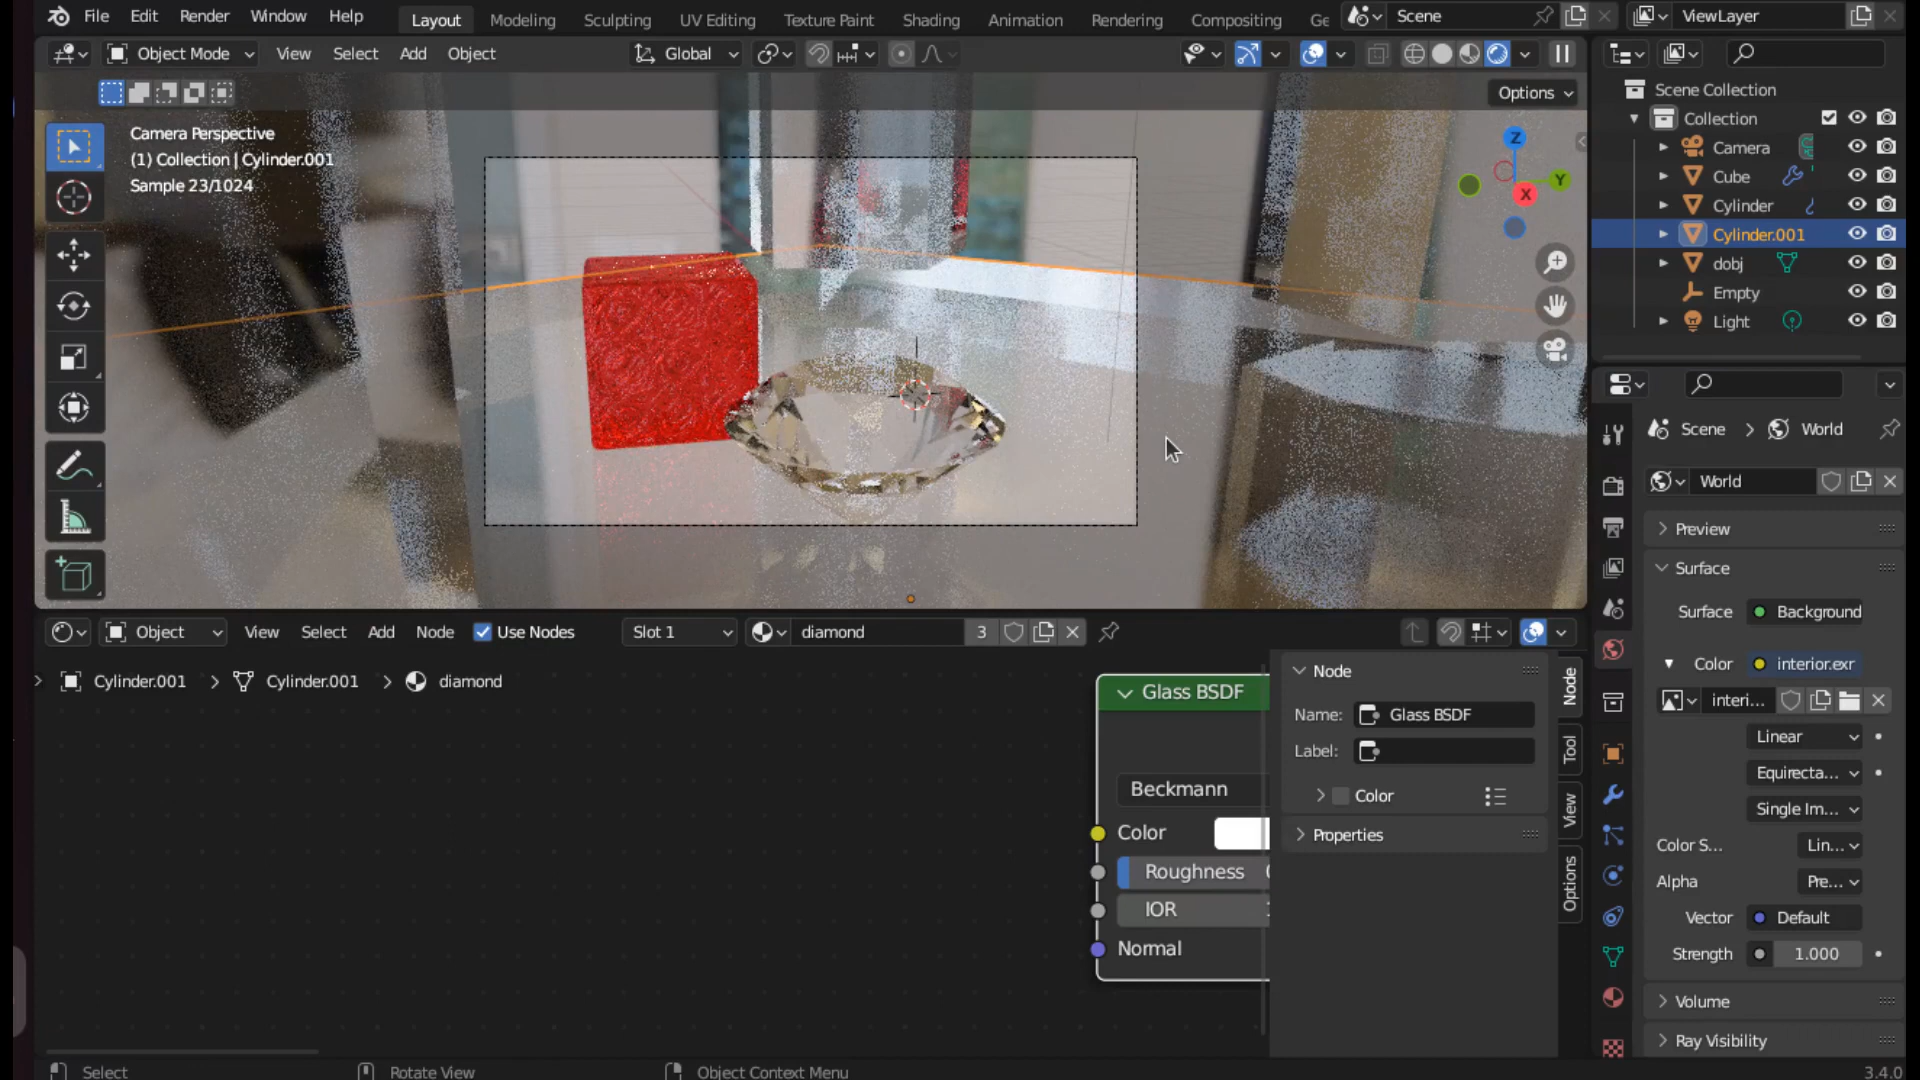 File Edit Render Window Help Layout Modeling Sculpting UV Editing Texture Paint Shading Animation Rendering Compositing Ge Scene ViewLayer
Object Mode View Select Add Object Global
Options
Camera Perspective
(1) Collection | Cylinder.001
Sample 23/1024
Z
Y
X
Scene Collection
Collection
Camera
Cube
Cylinder
Cylinder.001
dobj
Empty
Light
Scene > World
World
Preview
Surface
Surface Background
Color interior.exr
interi...
Linear
Equirecta...
Single Im...
Color S... Lin...
Alpha Pre...
Vector Default
Strength 1.000
Volume
Ray Visibility
Object View Select Add Node Use Nodes Slot 1 diamond 3
Cylinder.001 > Cylinder.001 > diamond
Glass BSDF
Beckmann
Color
Roughness
IOR
Normal
Node
Name: Glass BSDF
Label:
Color
Properties
Node
Tool
View
Options
Select Rotate View Object Context Menu 3.4.0